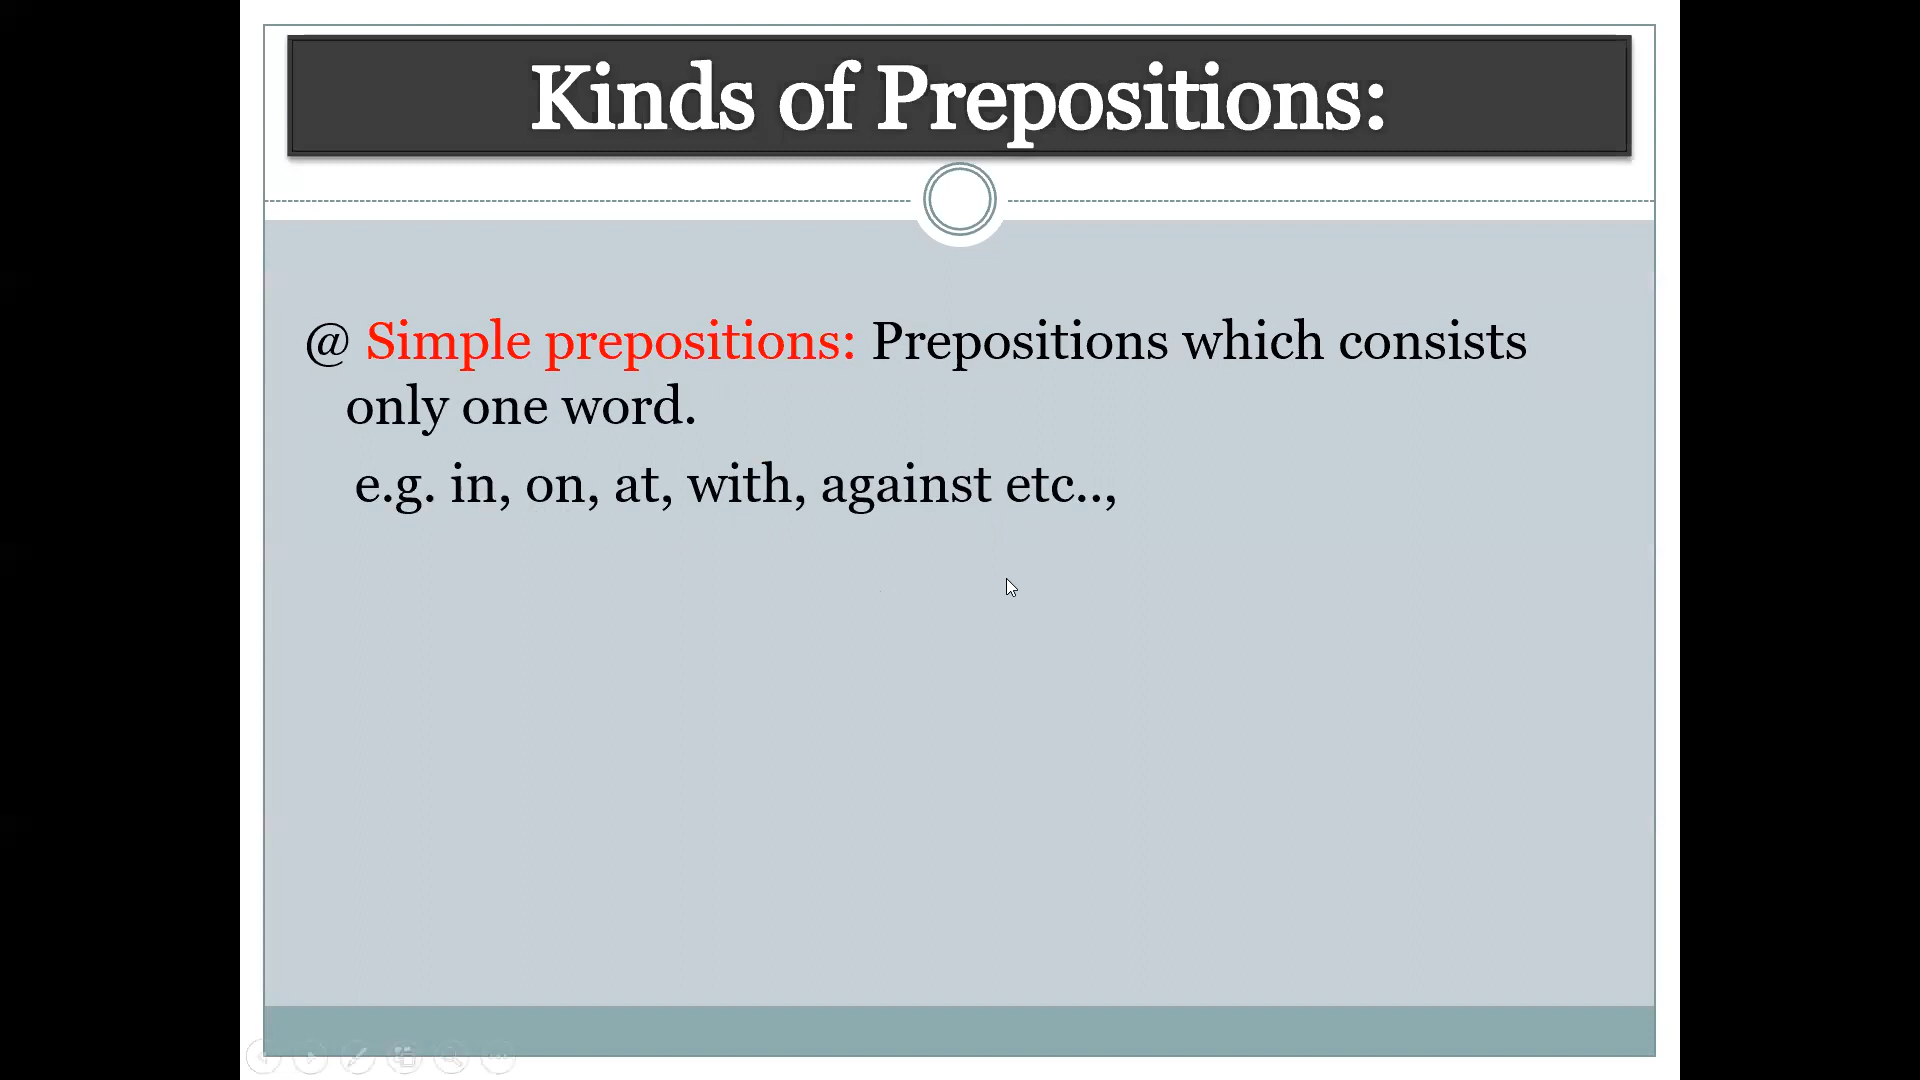 Kinds of Prepositions:
@ Simple prepositions: Prepositions which consists
only one word.
e.g. in, on, at, with, against etc..,